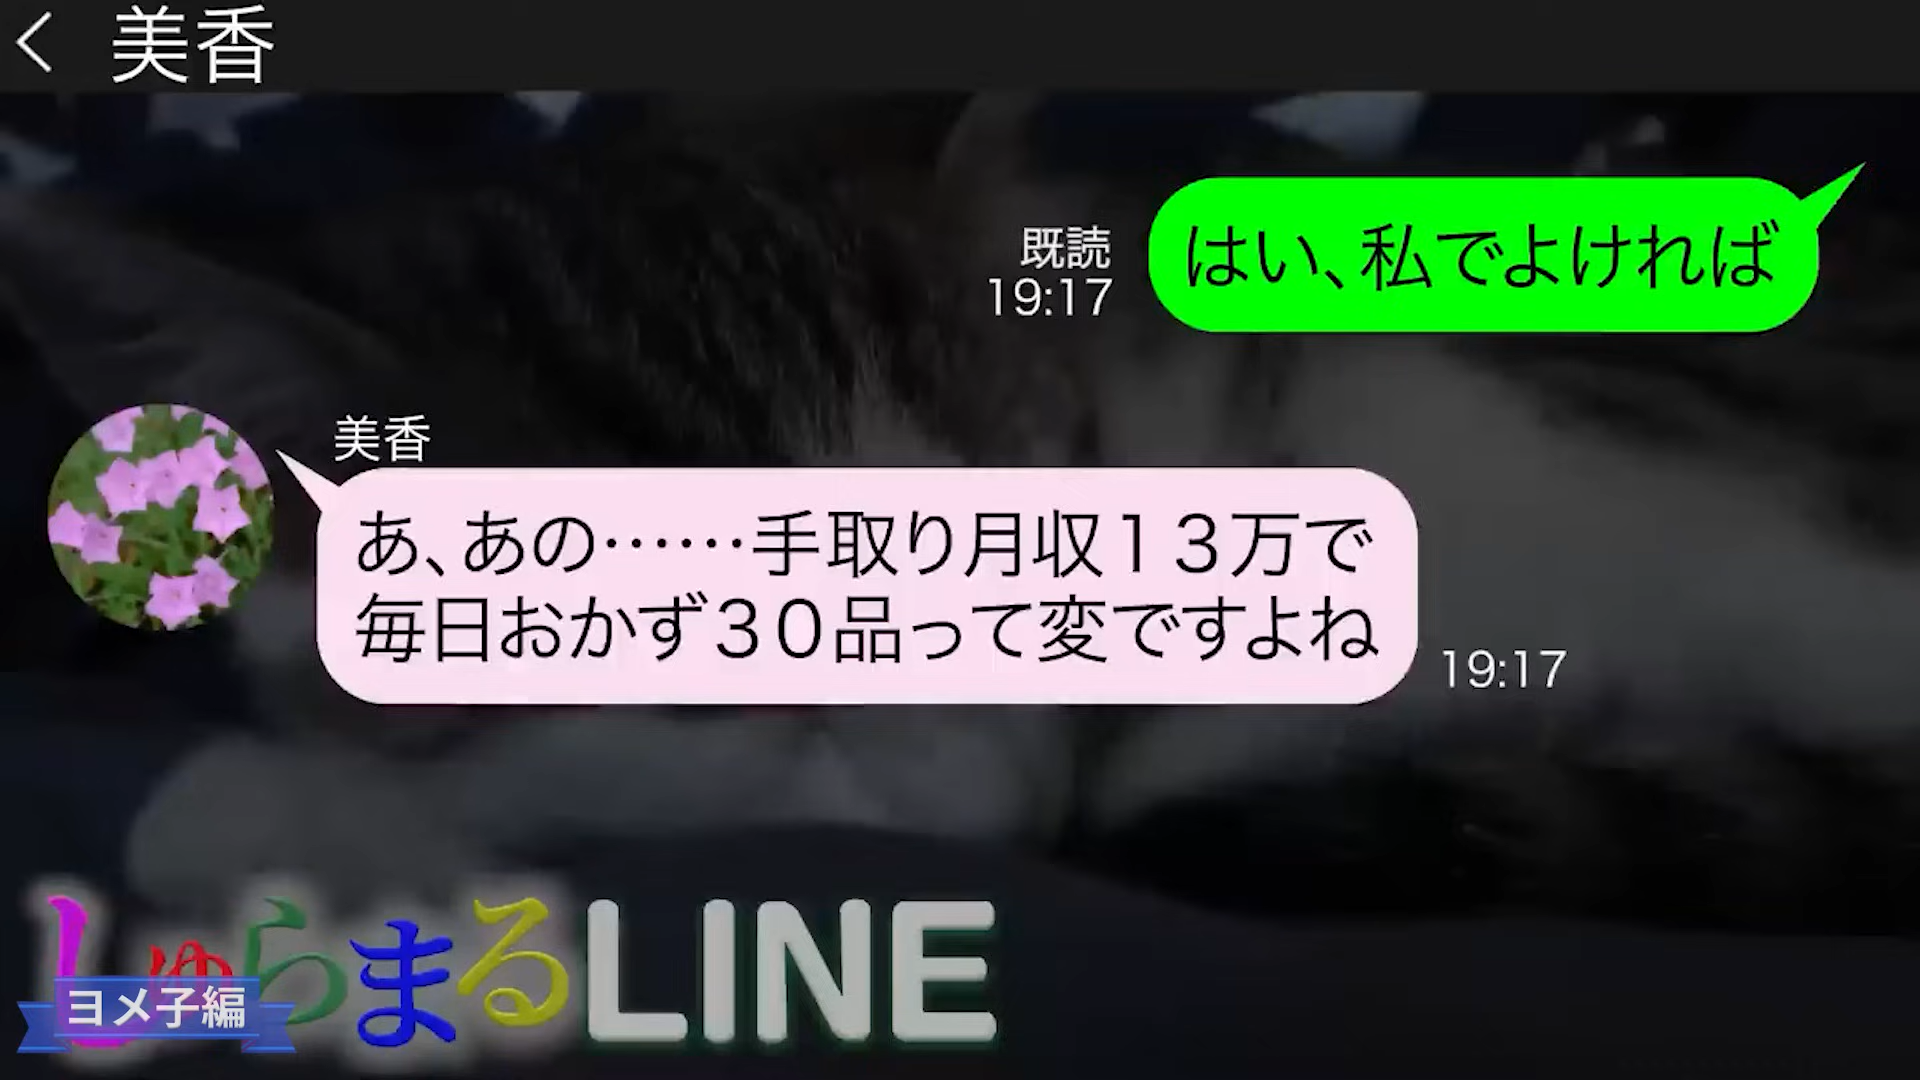 美香
はい、私でよければ
既読
19:17
美香
あ、あの……手取り月収１３万で
毎日おかず３０品って変ですよね
19:17
しゅらまるLINE
ヨメ子編